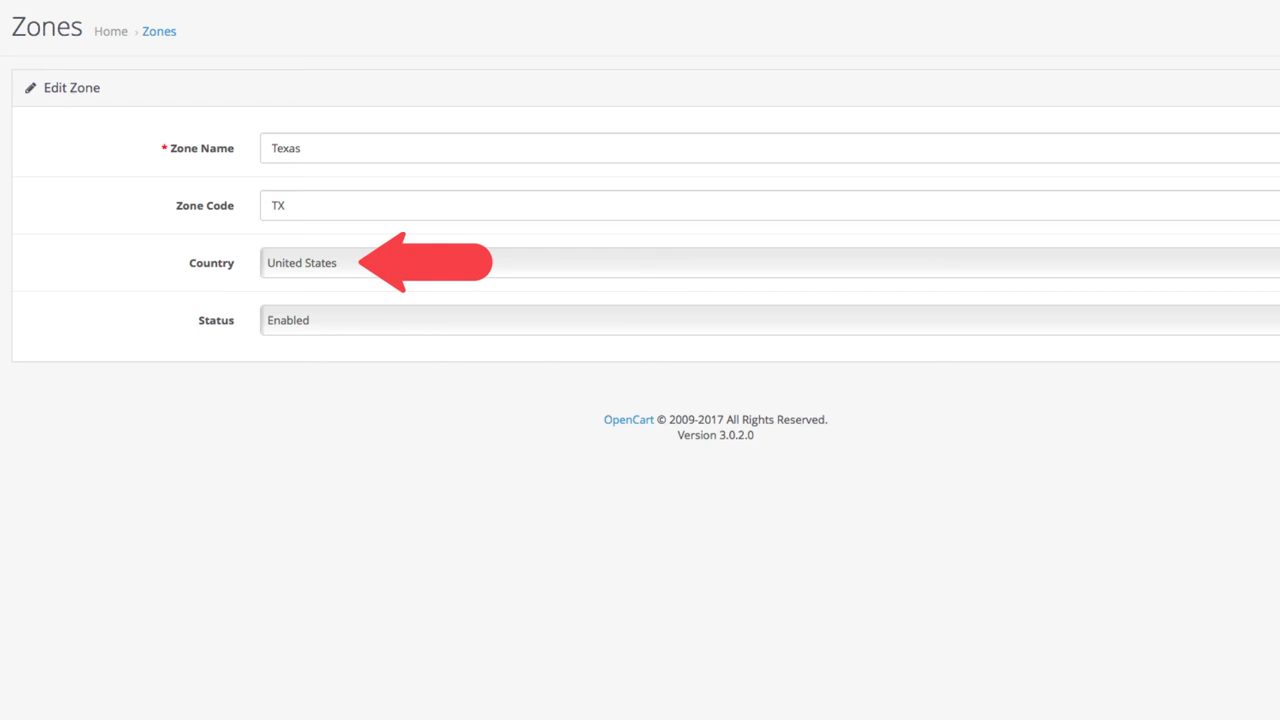 Zones Home › Zones
Edit Zone
* Zone Name Texas
Zone Code TX
Country United States
Status Enabled
OpenCart © 2009-2017 All Rights Reserved.
Version 3.0.2.0